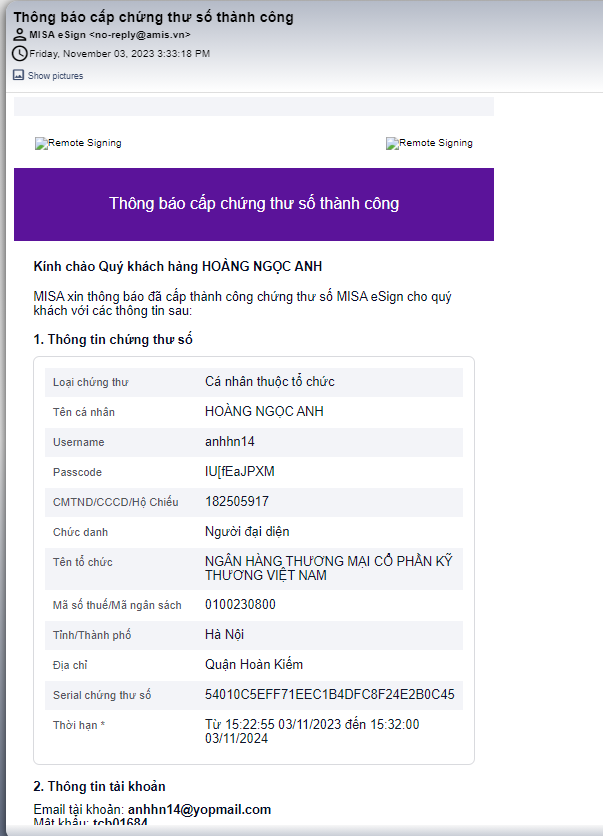 Thông báo cấp chứng thư số thành công
MISA eSign <no-reply@amis.vn>
Friday, November 03, 2023 3:33:18 PM
Show pictures
Remote Signing Remote Signing
Thông báo cấp chứng thư số thành công
Kính chào Quý khách hàng HOÀNG NGỌC ANH
MISA xin thông báo đã cấp thành công chứng thư số MISA eSign cho quý
khách với các thông tin sau:
1. Thông tin chứng thư số
Loại chứng thư Cá nhân thuộc tổ chức
Tên cá nhân HOÀNG NGỌC ANH
Username anhhn14
Passcode IU[fEaJPXM
CMTND/CCCD/Hộ Chiếu 182505917
Chức danh Người đại diện
Tên tổ chức NGÂN HÀNG THƯƠNG MẠI CỔ PHẦN KỸ
THƯƠNG VIỆT NAM
Mã số thuế/Mã ngân sách 0100230800
Tỉnh/Thành phố Hà Nội
Địa chỉ Quận Hoàn Kiếm
Serial chứng thư số 54010C5EFF71EEC1B4DFC8F24E2B0C45
Thời hạn * Từ 15:22:55 03/11/2023 đến 15:32:00
03/11/2024
2. Thông tin tài khoản
Email tài khoản: anhhn14@yopmail.com
Mật khẩu: tcb01684